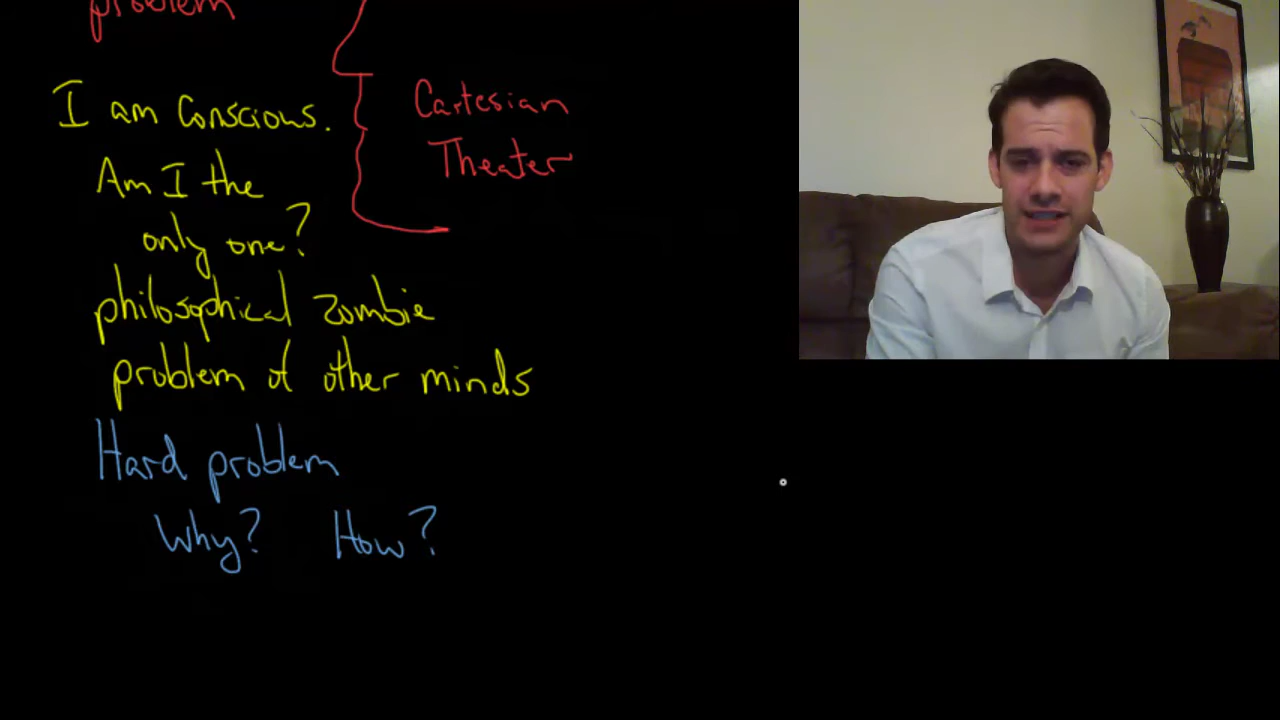 problem
Cartesian
Theater
I am Conscious.
Am I the
only one?
philosophical zombie
problem of other minds
Hard problem
Why? How?